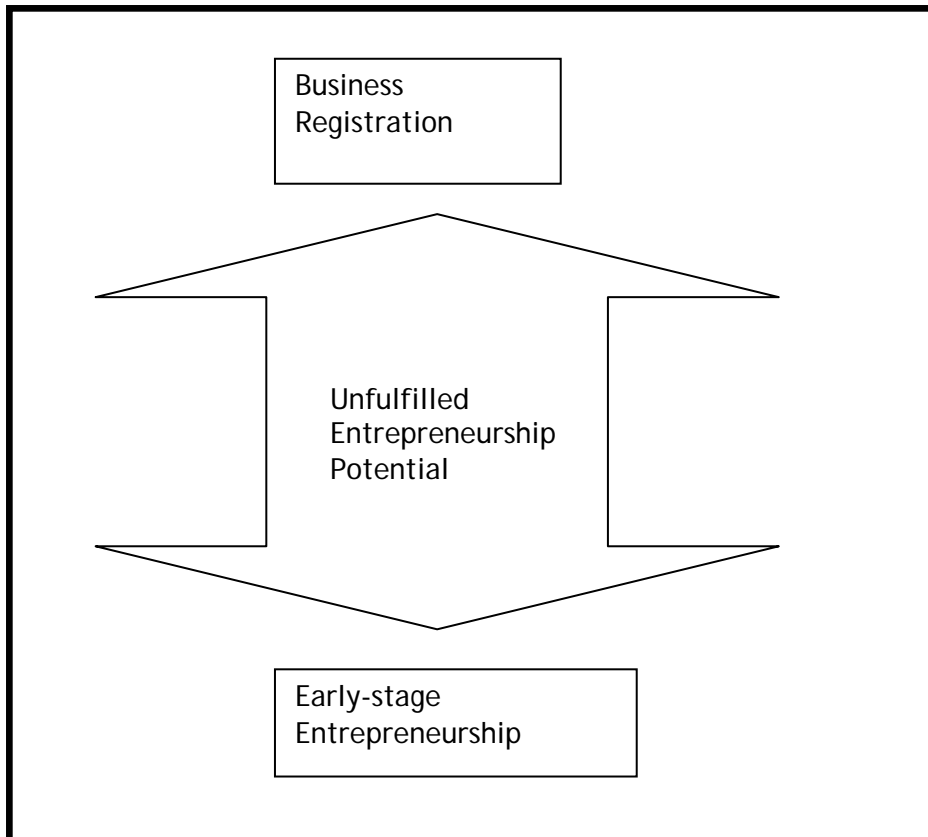 Business
Registration
Unfulfilled
Entrepreneurship
Potential
Early-stage
Entrepreneurship